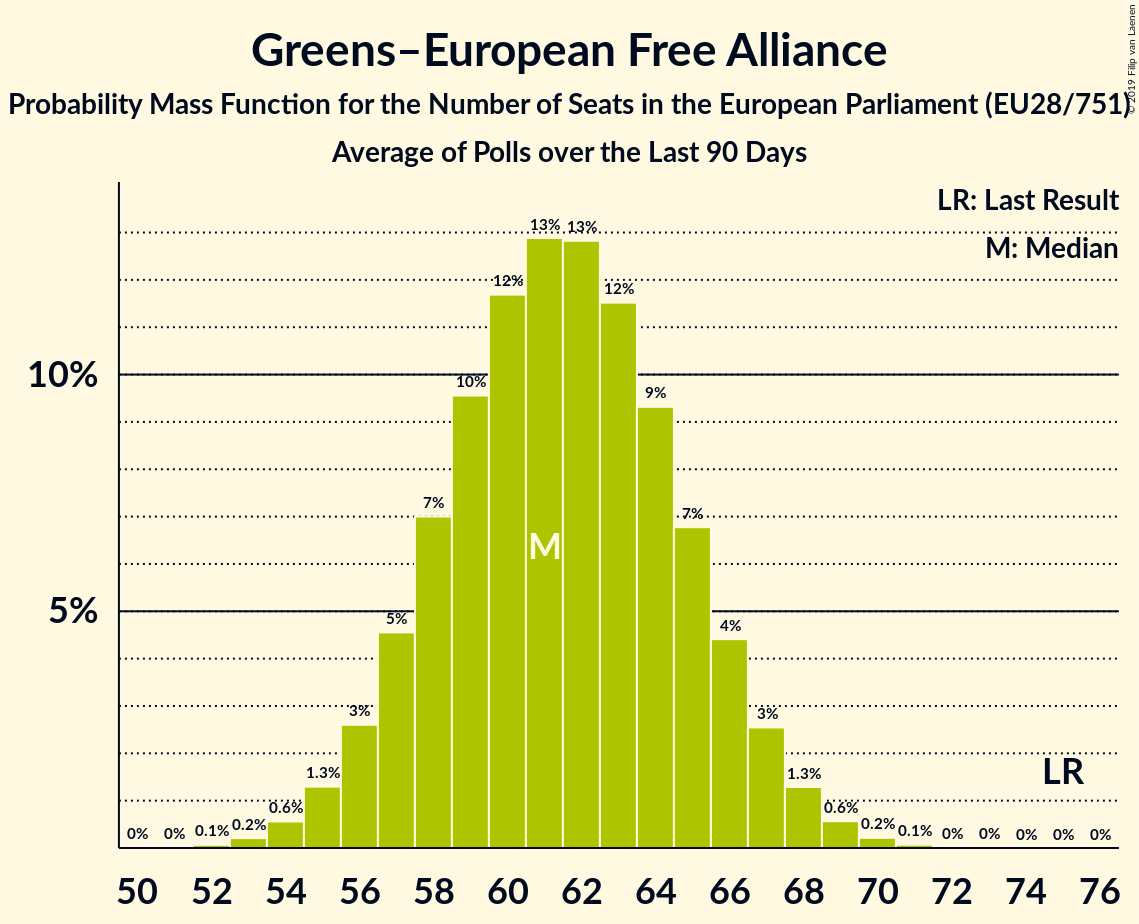 Greens–European Free Alliance
Probability Mass Function for the Number of Seats in the European Parliament (EU28/751)
Average of Polls over the Last 90 Days
© 2019 Filip van Laenen
LR: Last Result
M: Median
13% 13%
12% 12%
10%
10% 9%
7% 7%
M
5%
5% 4%
3% 3%
LR
1.3% 1.3%
0% 0% 0.1% 0.2% 0.6% 0.6% 0.2% 0.1% 0% 0% 0% 0% 0%
50 52 54 56 58 60 62 64 66 68 70 72 74 76